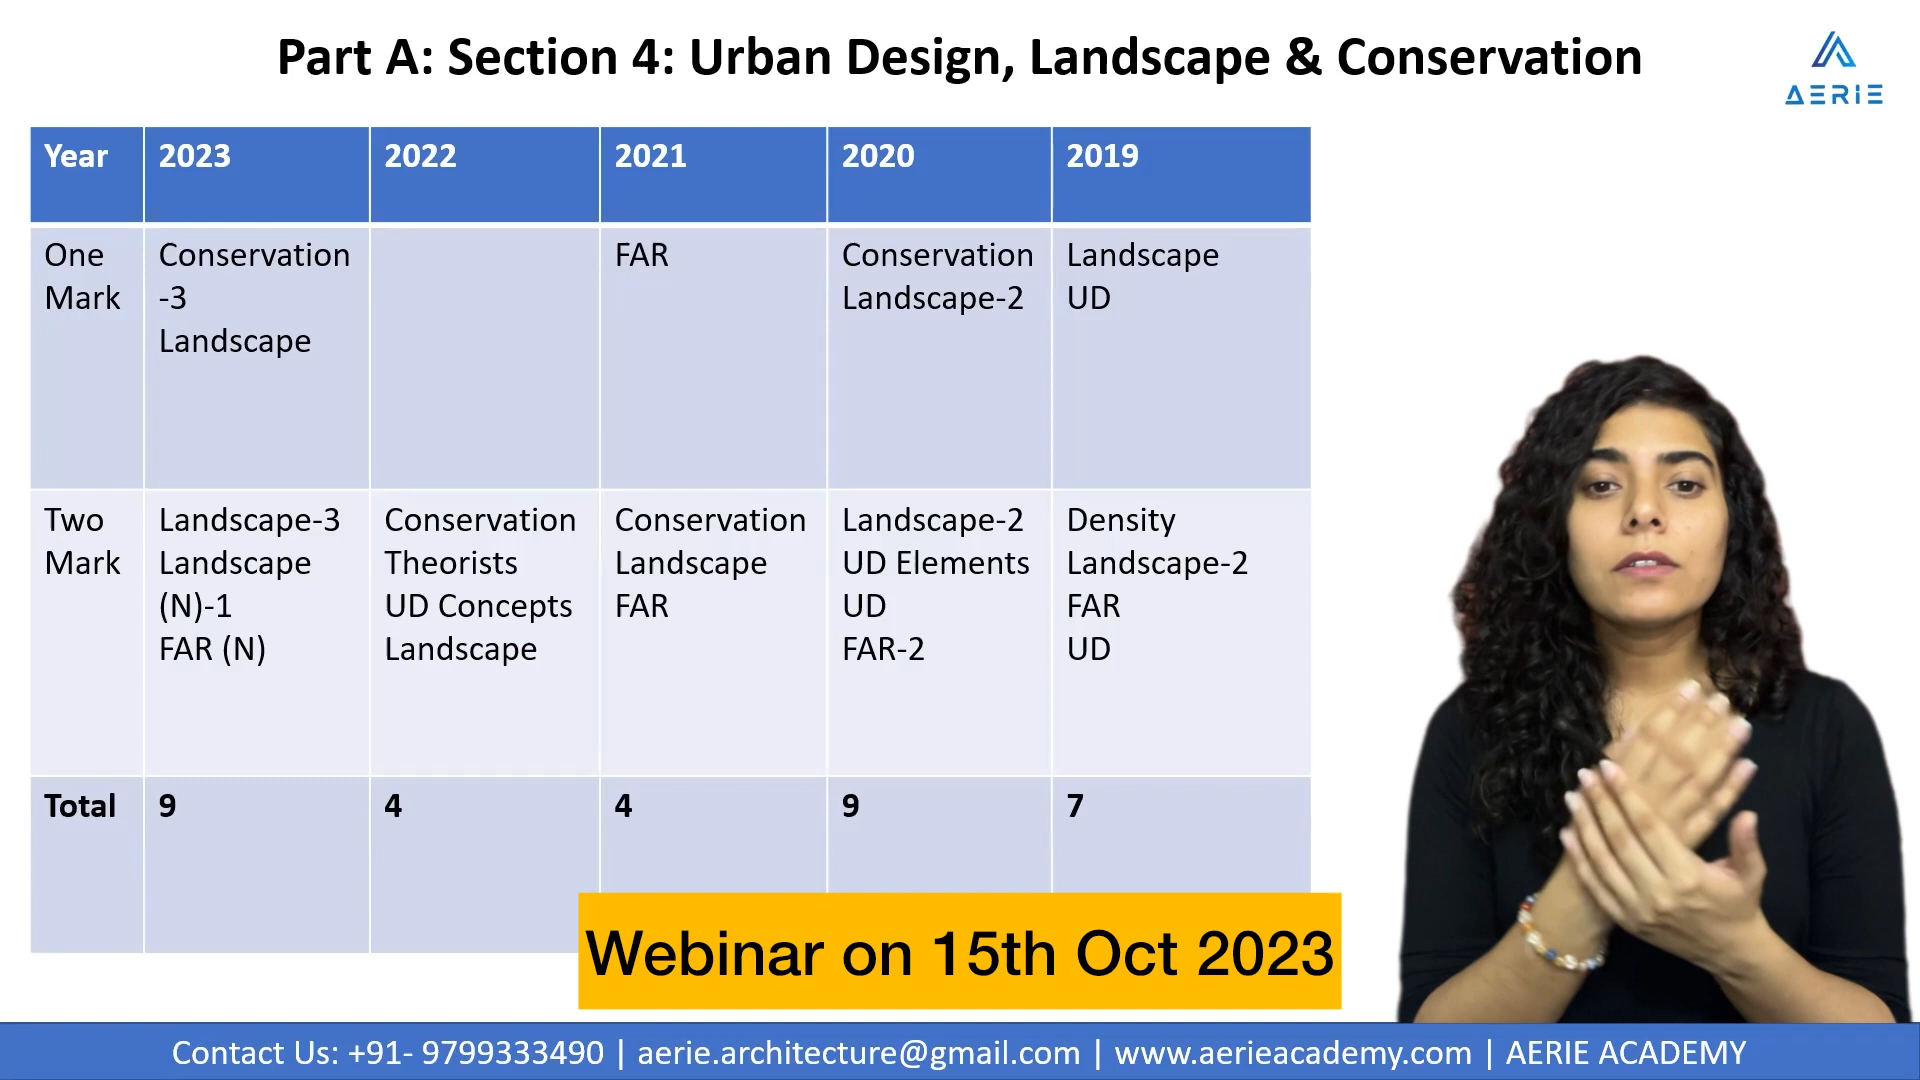 Part A: Section 4: Urban Design, Landscape & Conservation
AERIE
Year 2023 2022 2021 2020 2019
One Mark
Conservation
-3
Landscape
FAR
Conservation
Landscape-2
Landscape
UD
Two Mark
Landscape-3
Landscape
(N)-1
FAR (N)
Conservation
Theorists
UD Concepts
Landscape
Conservation
Landscape
FAR
Landscape-2
UD Elements
UD
FAR-2
Density
Landscape-2
FAR
UD
Total 9 4 4 9 7
Webinar on 15th Oct 2023
Contact Us: +91- 9799333490 | aerie.architecture@gmail.com | www.aerieacademy.com | AERIE ACADEMY